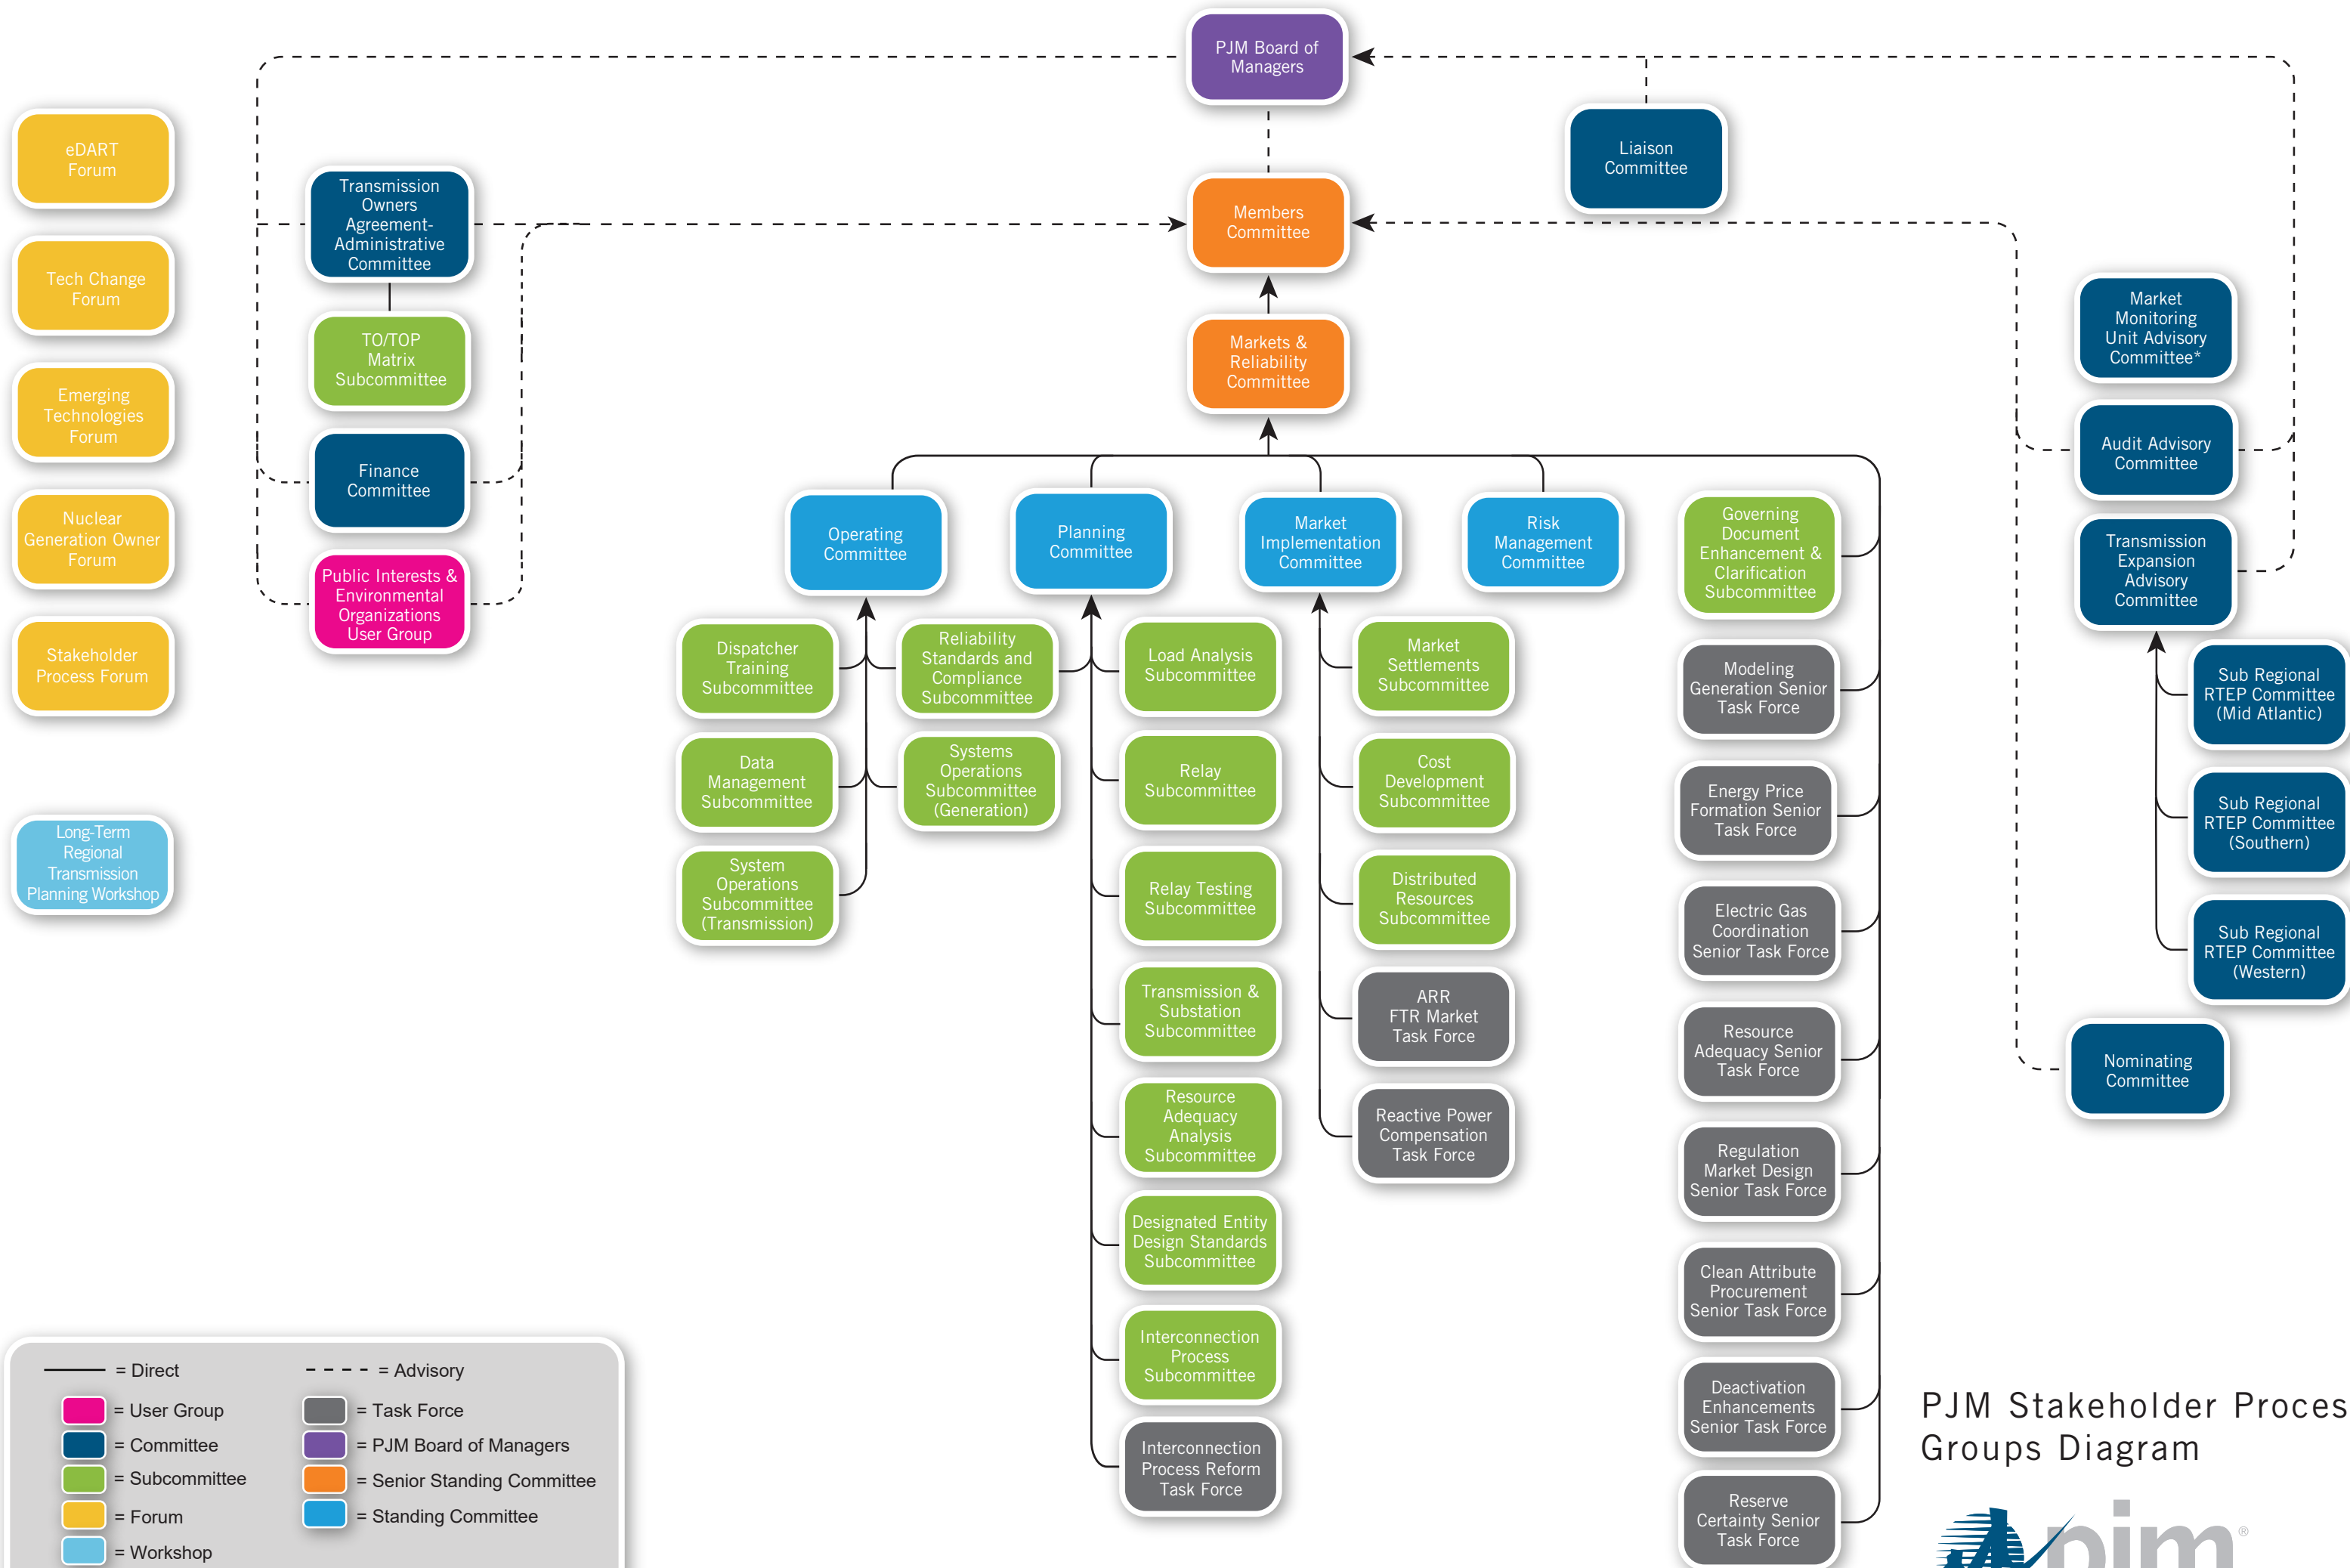 PJM Board of
Managers
eDART
Forum
Tech Change
Forum
Emerging
Technologies
Forum
Nuclear
Generation Owner
Forum
Stakeholder
Process Forum
Long-Term
Regional
Transmission
Planning Workshop
Transmission
Owners
Agreement-
Administrative
Committee
TO/TOP
Matrix
Subcommittee
Finance
Committee
Public Interests &
Environmental
Organizations
User Group
Liaison
Committee
Members
Committee
Markets &
Reliability
Committee
Operating
Committee
Planning
Committee
Market
Implementation
Committee
Risk
Management
Committee
Dispatcher
Training
Subcommittee
Data
Management
Subcommittee
System
Operations
Subcommittee
(Transmission)
Reliability
Standards and
Compliance
Subcommittee
Systems
Operations
Subcommittee
(Generation)
Load Analysis
Subcommittee
Relay
Subcommittee
Relay Testing
Subcommittee
Transmission &
Substation
Subcommittee
Resource
Adequacy
Analysis
Subcommittee
Designated Entity
Design Standards
Subcommittee
Interconnection
Process
Subcommittee
Interconnection
Process Reform
Task Force
Market
Settlements
Subcommittee
Cost
Development
Subcommittee
Distributed
Resources
Subcommittee
ARR
FTR Market
Task Force
Reactive Power
Compensation
Task Force
Governing
Document
Enhancement &
Clarification
Subcommittee
Modeling
Generation Senior
Task Force
Energy Price
Formation Senior
Task Force
Electric Gas
Coordination
Senior Task Force
Resource
Adequacy Senior
Task Force
Regulation
Market Design
Senior Task Force
Clean Attribute
Procurement
Senior Task Force
Deactivation
Enhancements
Senior Task Force
Reserve
Certainty Senior
Task Force
Market
Monitoring
Unit Advisory
Committee*
Audit Advisory
Committee
Transmission
Expansion
Advisory
Committee
Sub Regional
RTEP Committee
(Mid Atlantic)
Sub Regional
RTEP Committee
(Southern)
Sub Regional
RTEP Committee
(Western)
Nominating
Committee
= Direct
= Advisory
= User Group
= Committee
= Subcommittee
= Forum
= Workshop
= Task Force
= PJM Board of Managers
= Senior Standing Committee
= Standing Committee
PJM Stakeholder Proces
Groups Diagram
pjm®